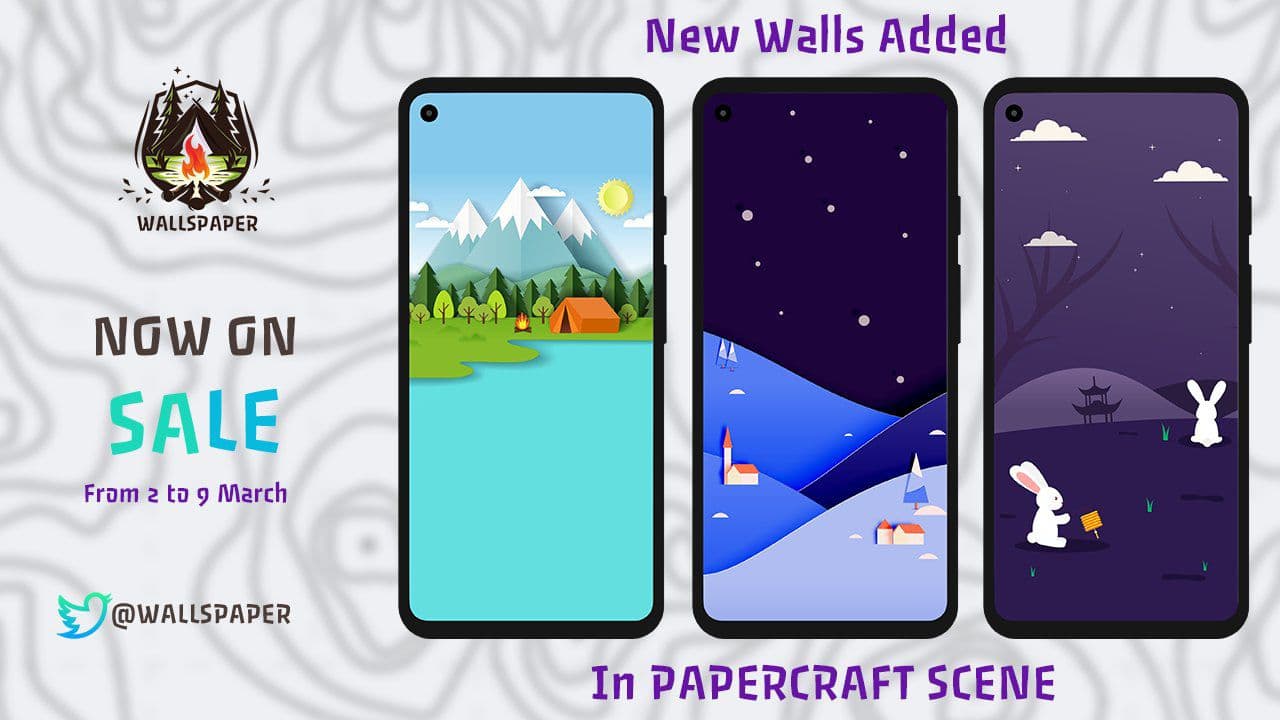 New Walls Added
WALLSPAPER
NOW ON
SALE
From 2 to 9 March
@WALLSPAPER
In PAPERCRAFT SCENE